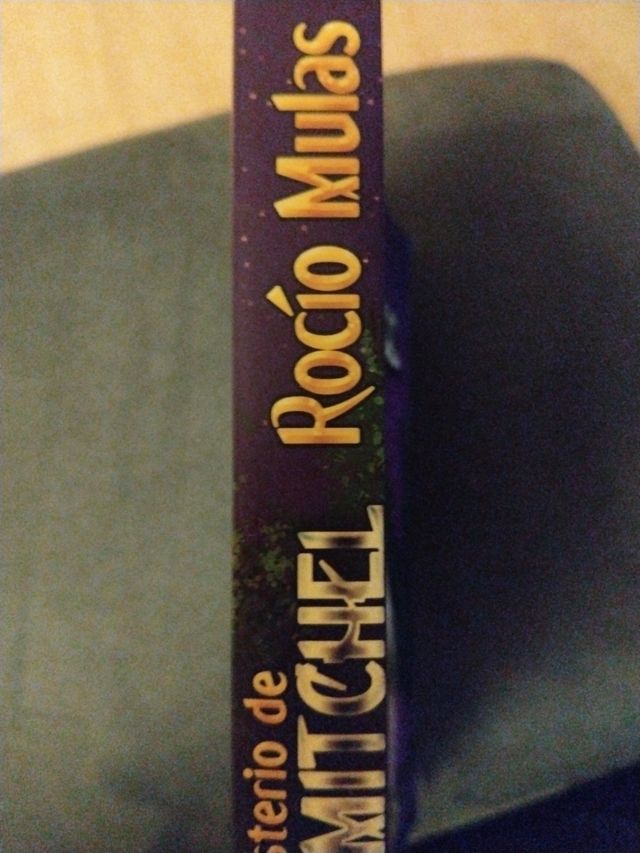 sterio de
MITCHEL
Rocío Mulas